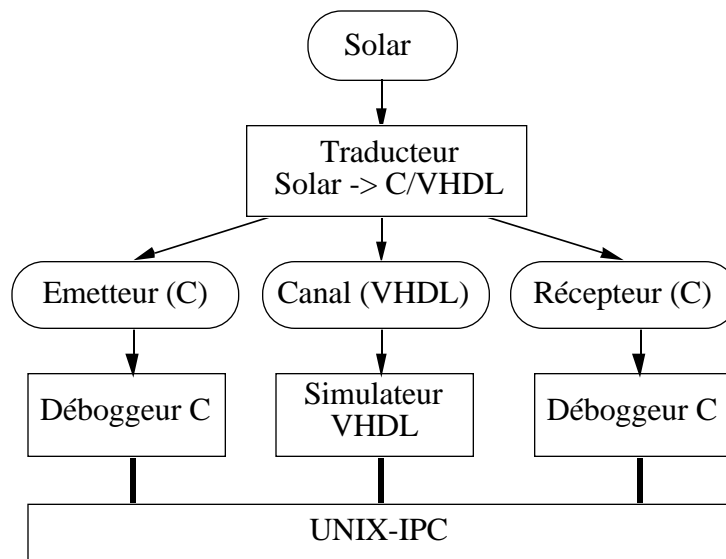 Solar
Traducteur
Solar -> C/VHDL
Emetteur (C)
Canal (VHDL)
Récepteur (C)
Déboggeur C
Simulateur
VHDL
Déboggeur C
UNIX-IPC